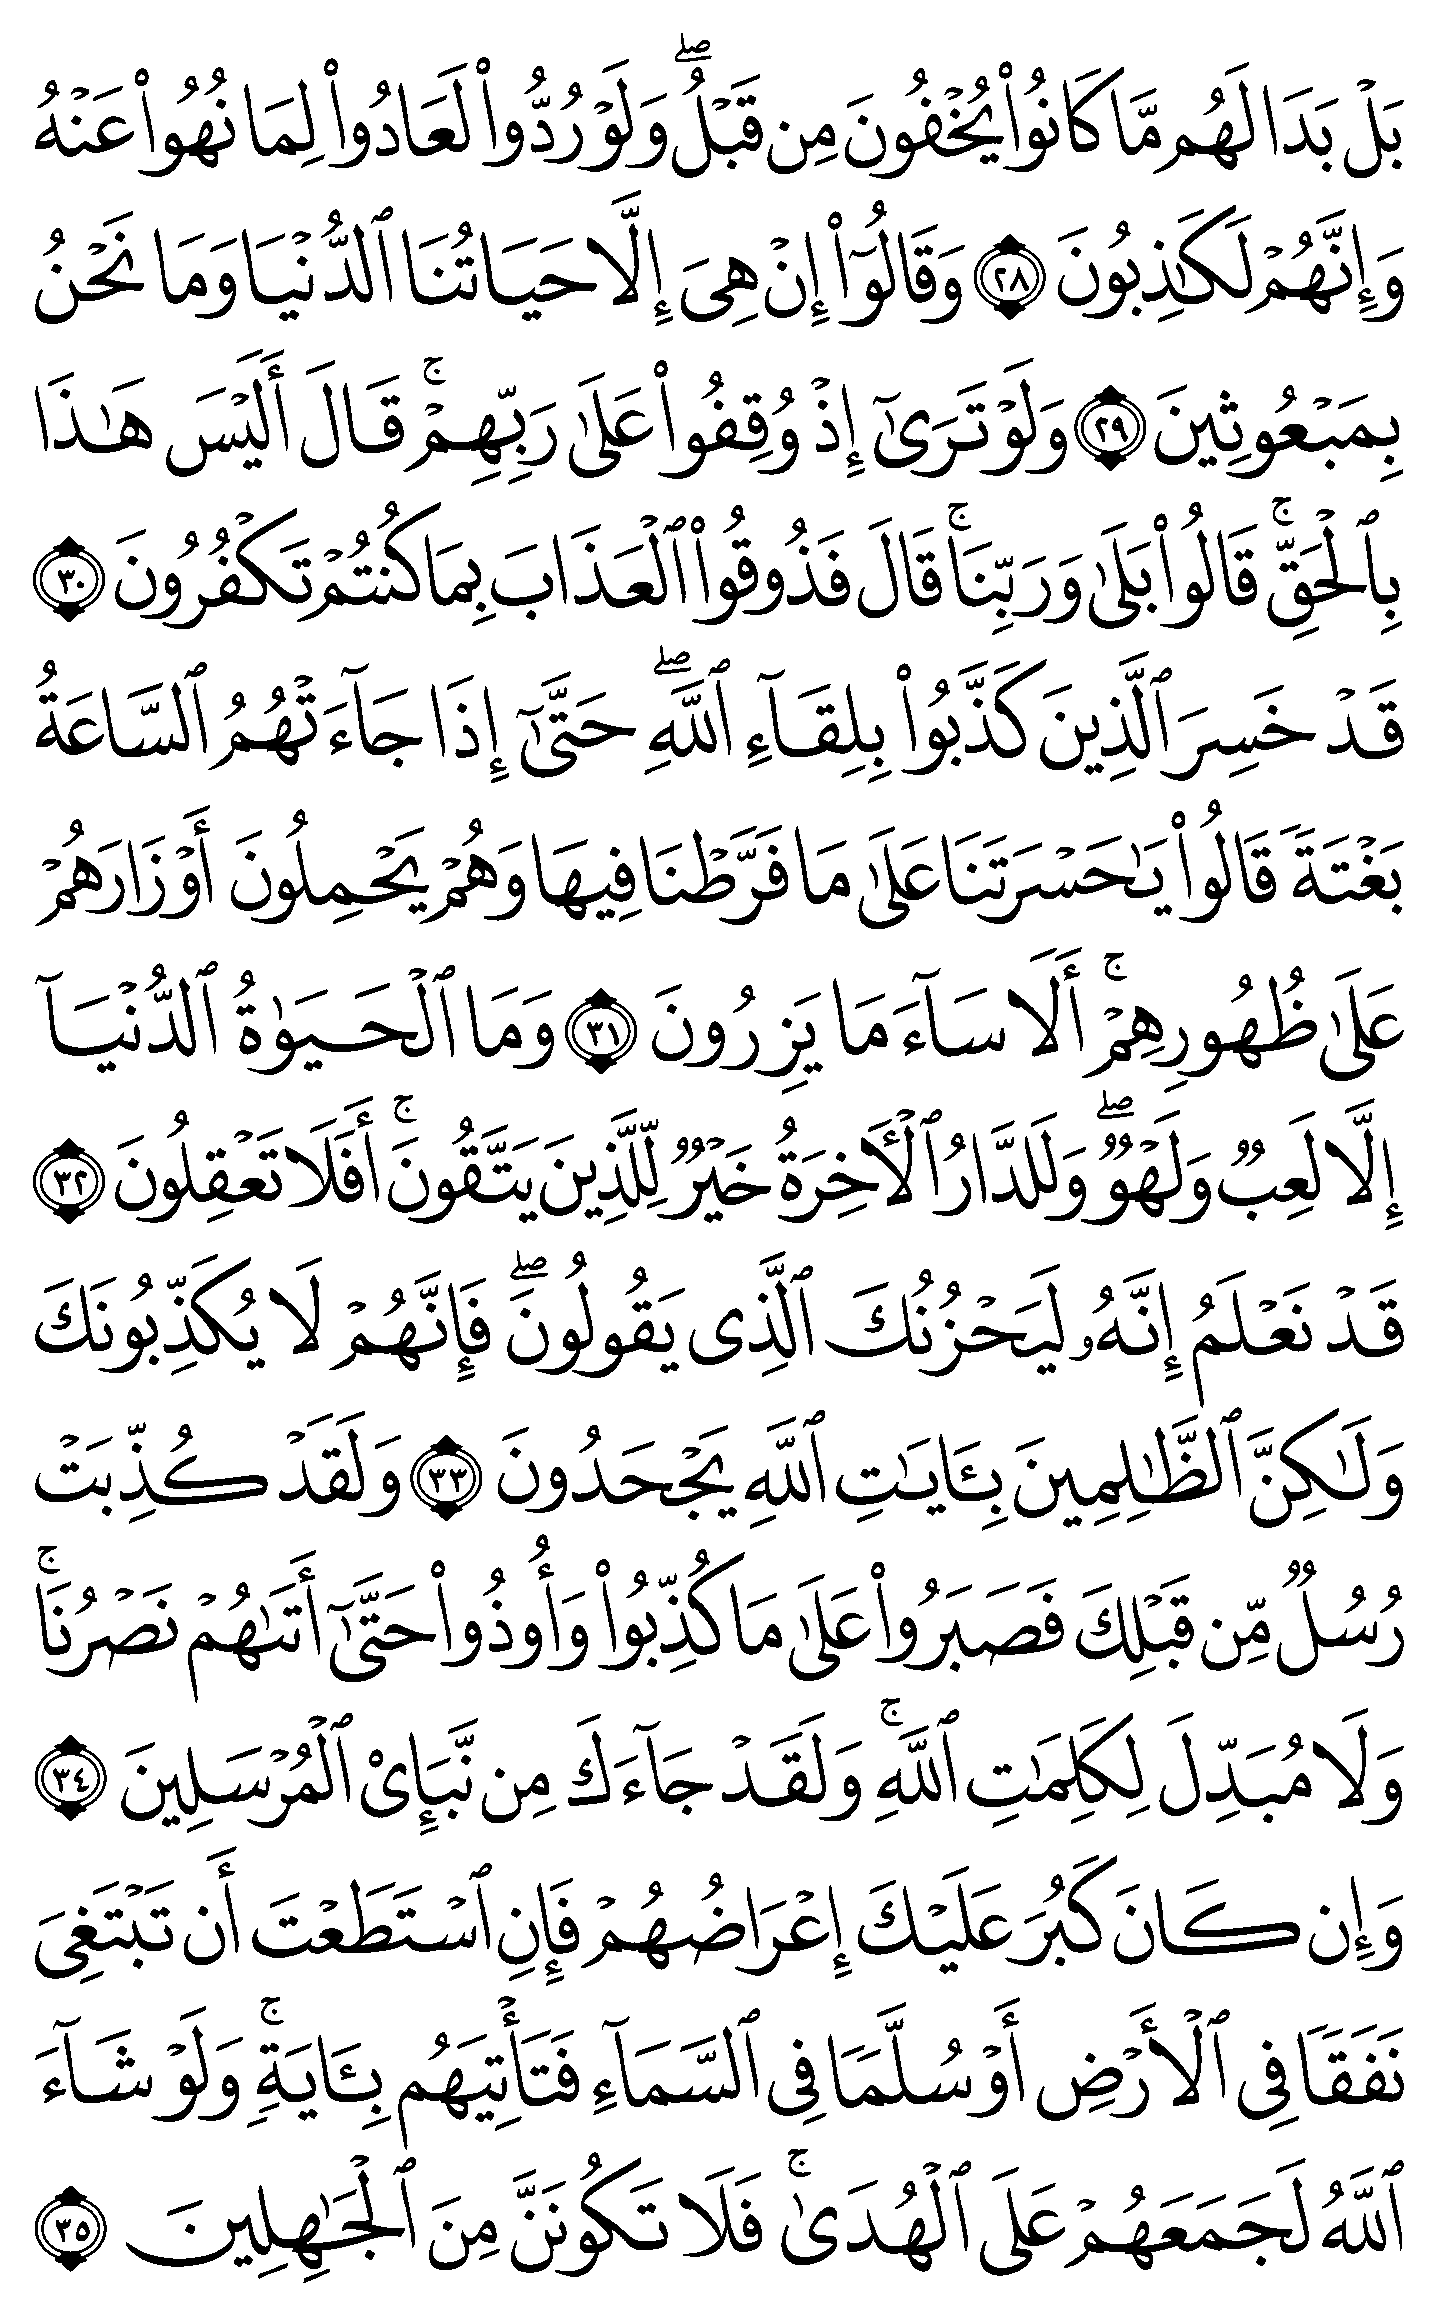 بَلۡ بَدَا لَهُم مَّا كَانُواْ يُخۡفُونَ مِن قَبۡلُۖ وَلَوۡ رُدُّواْ لَعَادُواْ لِمَا نُهُواْ عَنۡهُ
وَإِنَّهُمۡ لَكَٰذِبُونَ ٢٨ وَقَالُوٓاْ إِنۡ هِيَ إِلَّا حَيَاتُنَا ٱلدُّنۡيَا وَمَا نَحۡنُ
بِمَبۡعُوثِينَ ٢٩ وَلَوۡ تَرَىٰٓ إِذۡ وُقِفُواْ عَلَىٰ رَبِّهِمۡۚ قَالَ أَلَيۡسَ هَٰذَا
بِٱلۡحَقِّۚ قَالُواْ بَلَىٰ وَرَبِّنَاۚ قَالَ فَذُوقُواْ ٱلۡعَذَابَ بِمَا كُنتُمۡ تَكۡفُرُونَ ٣٠
قَدۡ خَسِرَ ٱلَّذِينَ كَذَّبُواْ بِلِقَآءِ ٱللَّهِۖ حَتَّىٰٓ إِذَا جَآءَتۡهُمُ ٱلسَّاعَةُ
بَغۡتَةٗ قَالُواْ يَٰحَسۡرَتَنَا عَلَىٰ مَا فَرَّطۡنَا فِيهَا وَهُمۡ يَحۡمِلُونَ أَوۡزَارَهُمۡ
عَلَىٰ ظُهُورِهِمۡۚ أَلَا سَآءَ مَا يَزِرُونَ ٣١ وَمَا ٱلۡحَيَوٰةُ ٱلدُّنۡيَآ
إِلَّا لَعِبٞ وَلَهۡوٞۖ وَلَلدَّارُ ٱلۡأٓخِرَةُ خَيۡرٞ لِّلَّذِينَ يَتَّقُونَۚ أَفَلَا تَعۡقِلُونَ ٣٢
قَدۡ نَعۡلَمُ إِنَّهُۥ لَيَحۡزُنُكَ ٱلَّذِي يَقُولُونَۖ فَإِنَّهُمۡ لَا يُكَذِّبُونَكَ
وَلَٰكِنَّ ٱلظَّٰلِمِينَ بِـَٔايَٰتِ ٱللَّهِ يَجۡحَدُونَ ٣٣ وَلَقَدۡ كُذِّبَتۡ
رُسُلٞ مِّن قَبۡلِكَ فَصَبَرُواْ عَلَىٰ مَا كُذِّبُواْ وَأُوذُواْ حَتَّىٰٓ أَتَىٰهُمۡ نَصۡرُنَاۚ
وَلَا مُبَدِّلَ لِكَلِمَٰتِ ٱللَّهِۚ وَلَقَدۡ جَآءَكَ مِن نَّبَإِيْ ٱلۡمُرۡسَلِينَ ٣٤
وَإِن كَانَ كَبُرَ عَلَيۡكَ إِعۡرَاضُهُمۡ فَإِنِ ٱسۡتَطَعۡتَ أَن تَبۡتَغِيَ
نَفَقٗا فِي ٱلۡأَرۡضِ أَوۡ سُلَّمٗا فِي ٱلسَّمَآءِ فَتَأۡتِيَهُم بِـَٔايَةٖۚ وَلَوۡ شَآءَ
ٱللَّهُ لَجَمَعَهُمۡ عَلَى ٱلۡهُدَىٰۚ فَلَا تَكُونَنَّ مِنَ ٱلۡجَٰهِلِينَ ٣٥